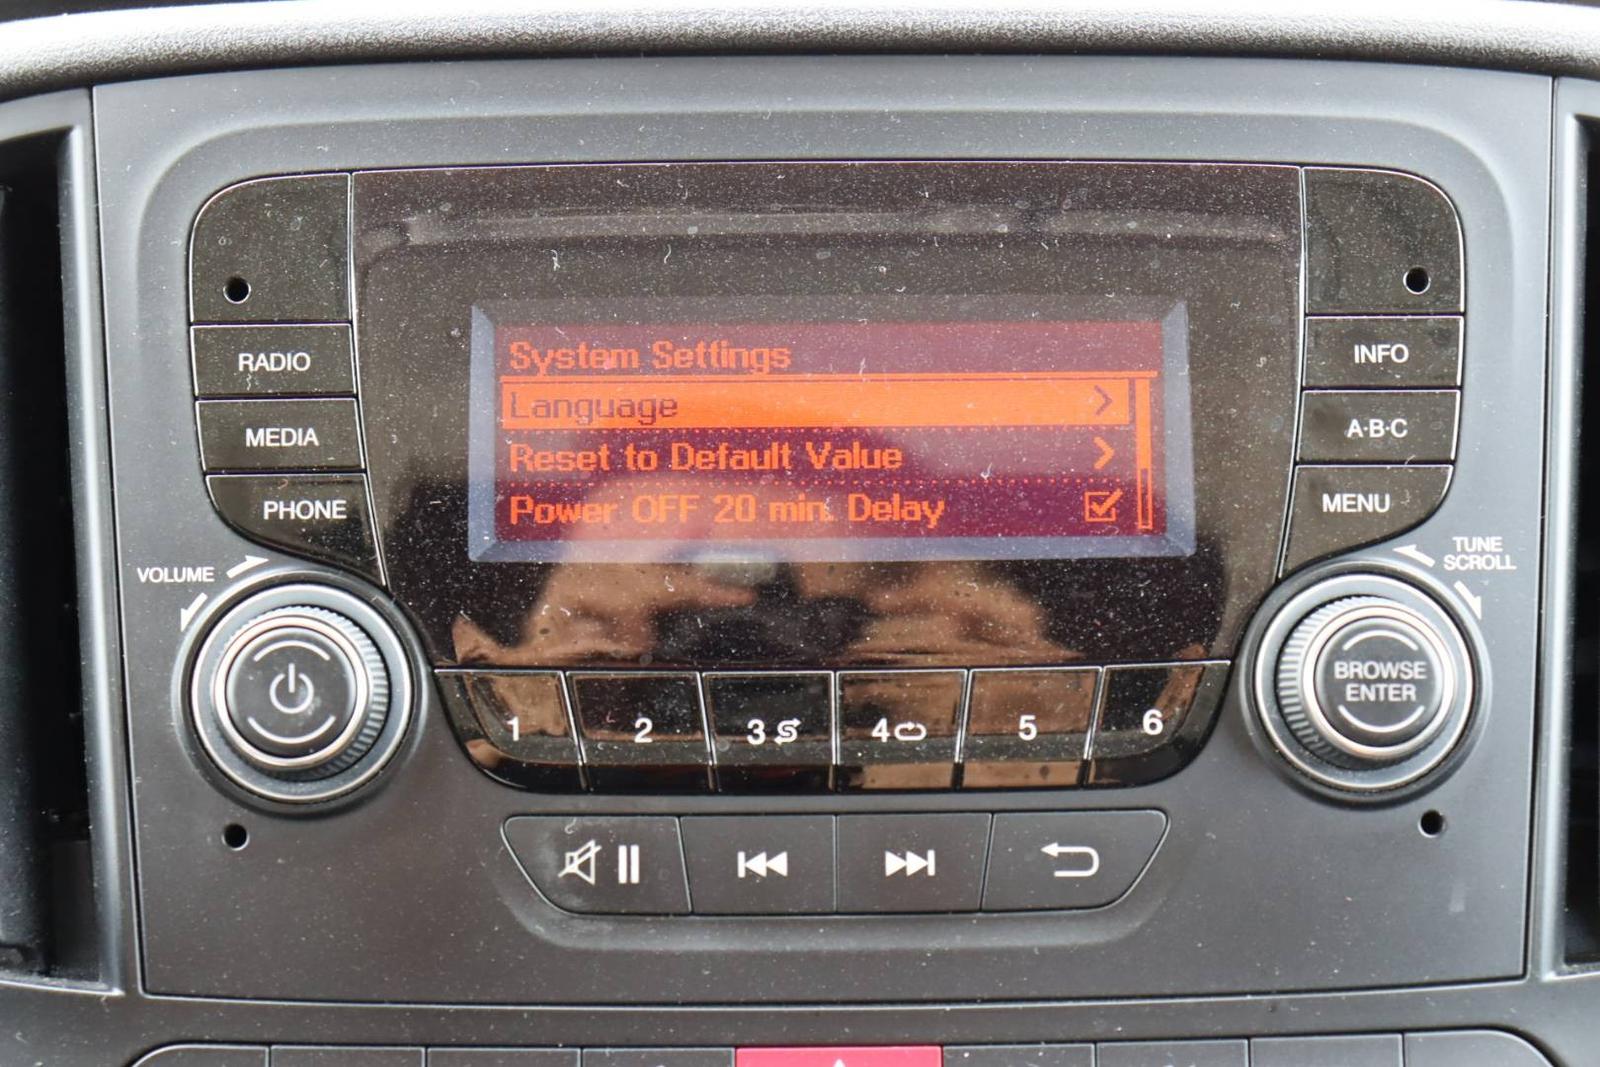 System Settings
Language
Reset to Default Value
Power OFF 20 min. Delay
RADIO
MEDIA
PHONE
INFO
A·B·C
MENU
VOLUME
TUNE
SCROLL
BROWSE
ENTER
1
2
3
4
5
6